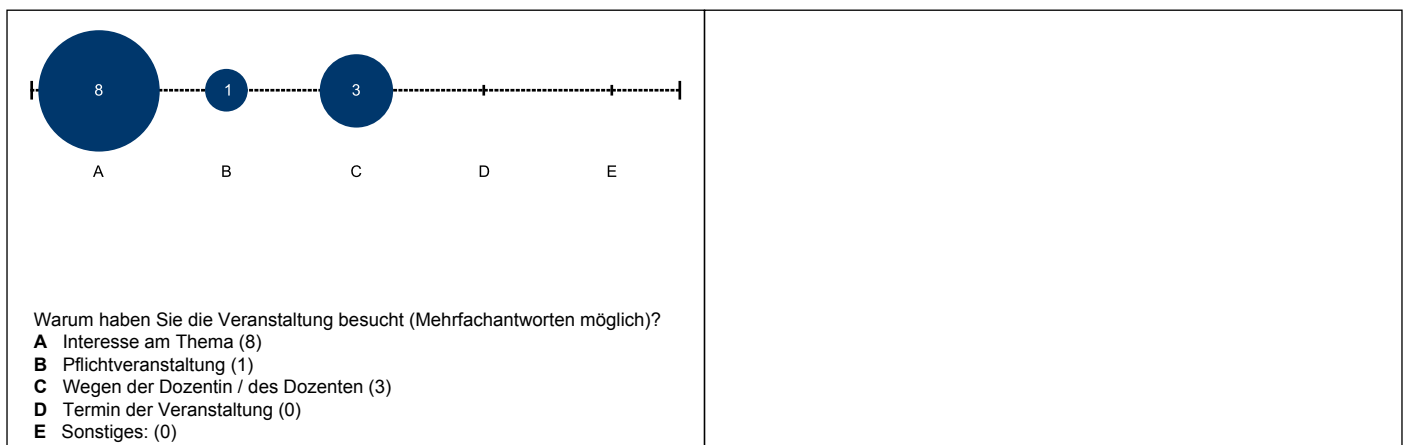 8 1 3
A B C D E
Warum haben Sie die Veranstaltung besucht (Mehrfachantworten möglich)?
A Interesse am Thema (8)
B Pflichtveranstaltung (1)
C Wegen der Dozentin / des Dozenten (3)
D Termin der Veranstaltung (0)
E Sonstiges: (0)